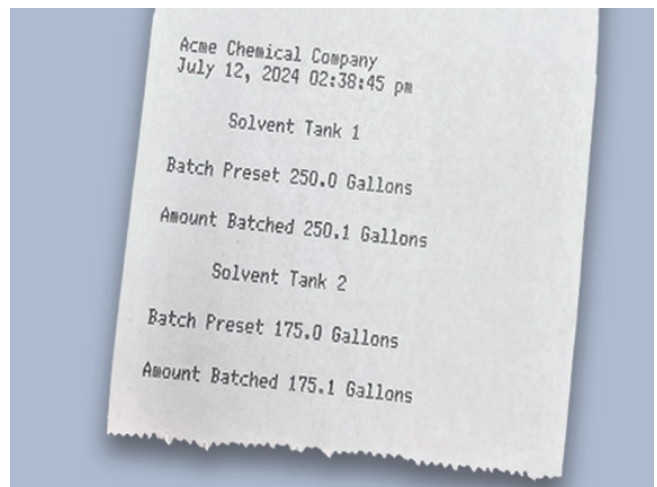 Acme Chemical Company
July 12, 2024 02:38:45 pm
Solvent Tank 1
Batch Preset 250.0 Gallons
Amount Batched 250.1 Gallons
Solvent Tank 2
Batch Preset 175.0 Gallons
Amount Batched 175.1 Gallons